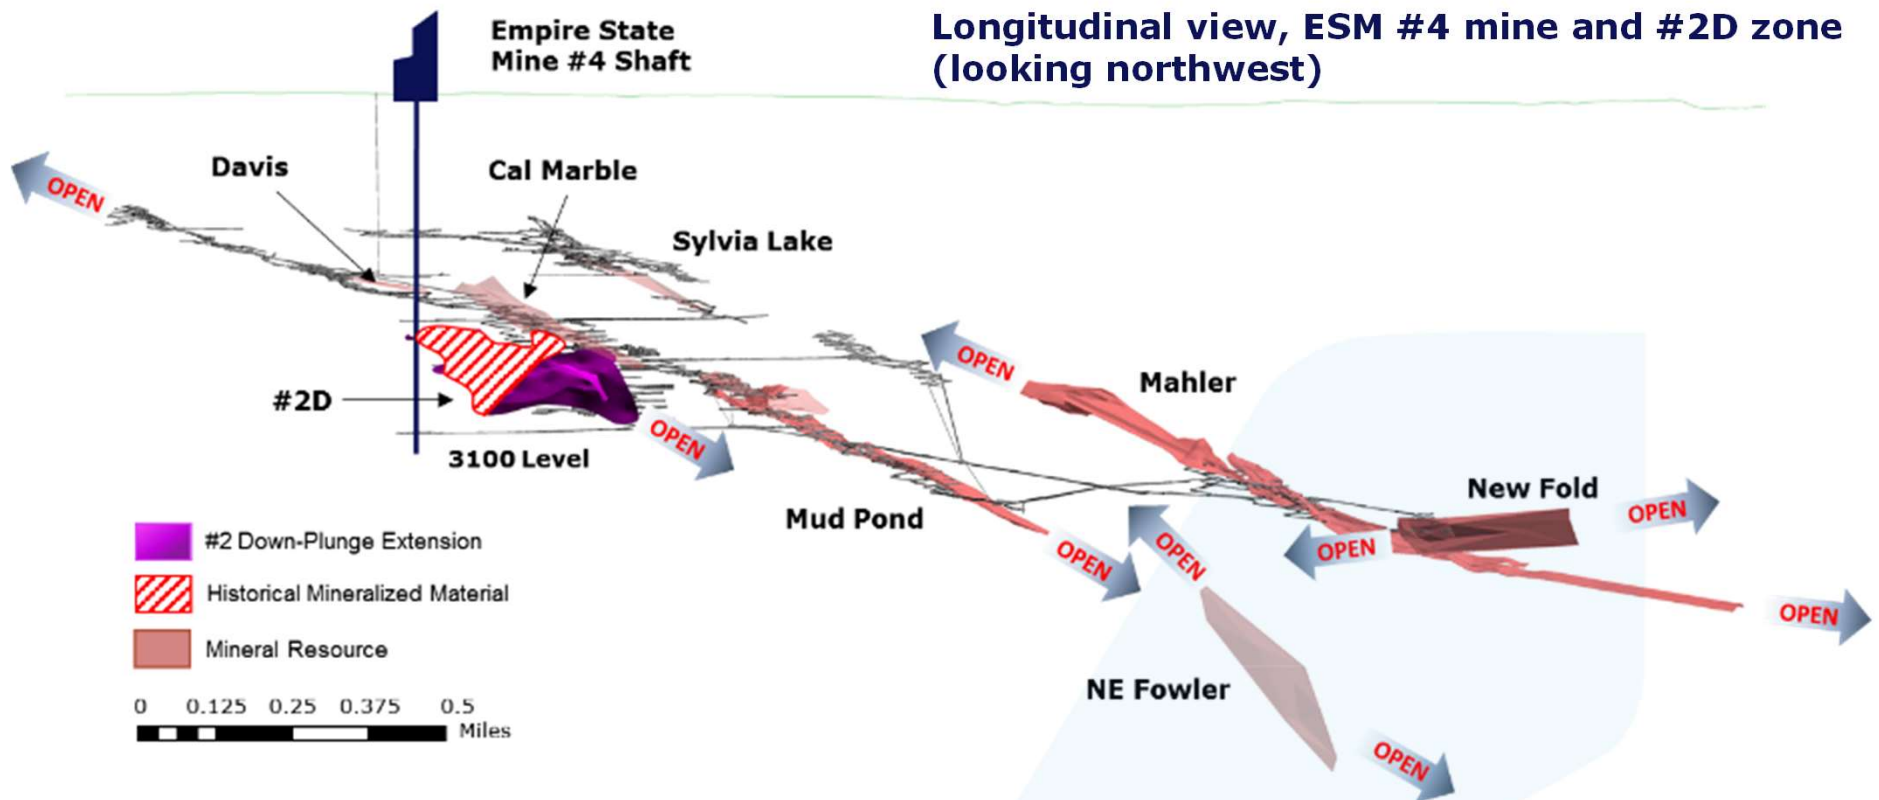 Empire State
Mine #4 Shaft
Longitudinal view, ESM #4 mine and #2D zone
(looking northwest)
OPEN
Davis
Cal Marble
Sylvia Lake
OPEN
Mahler
#2D
OPEN
3100 Level
New Fold
OPEN
Mud Pond
OPEN
OPEN
OPEN
OPEN
NE Fowler
OPEN
#2 Down-Plunge Extension
Historical Mineralized Material
Mineral Resource
0 0.125 0.25 0.375 0.5
Miles